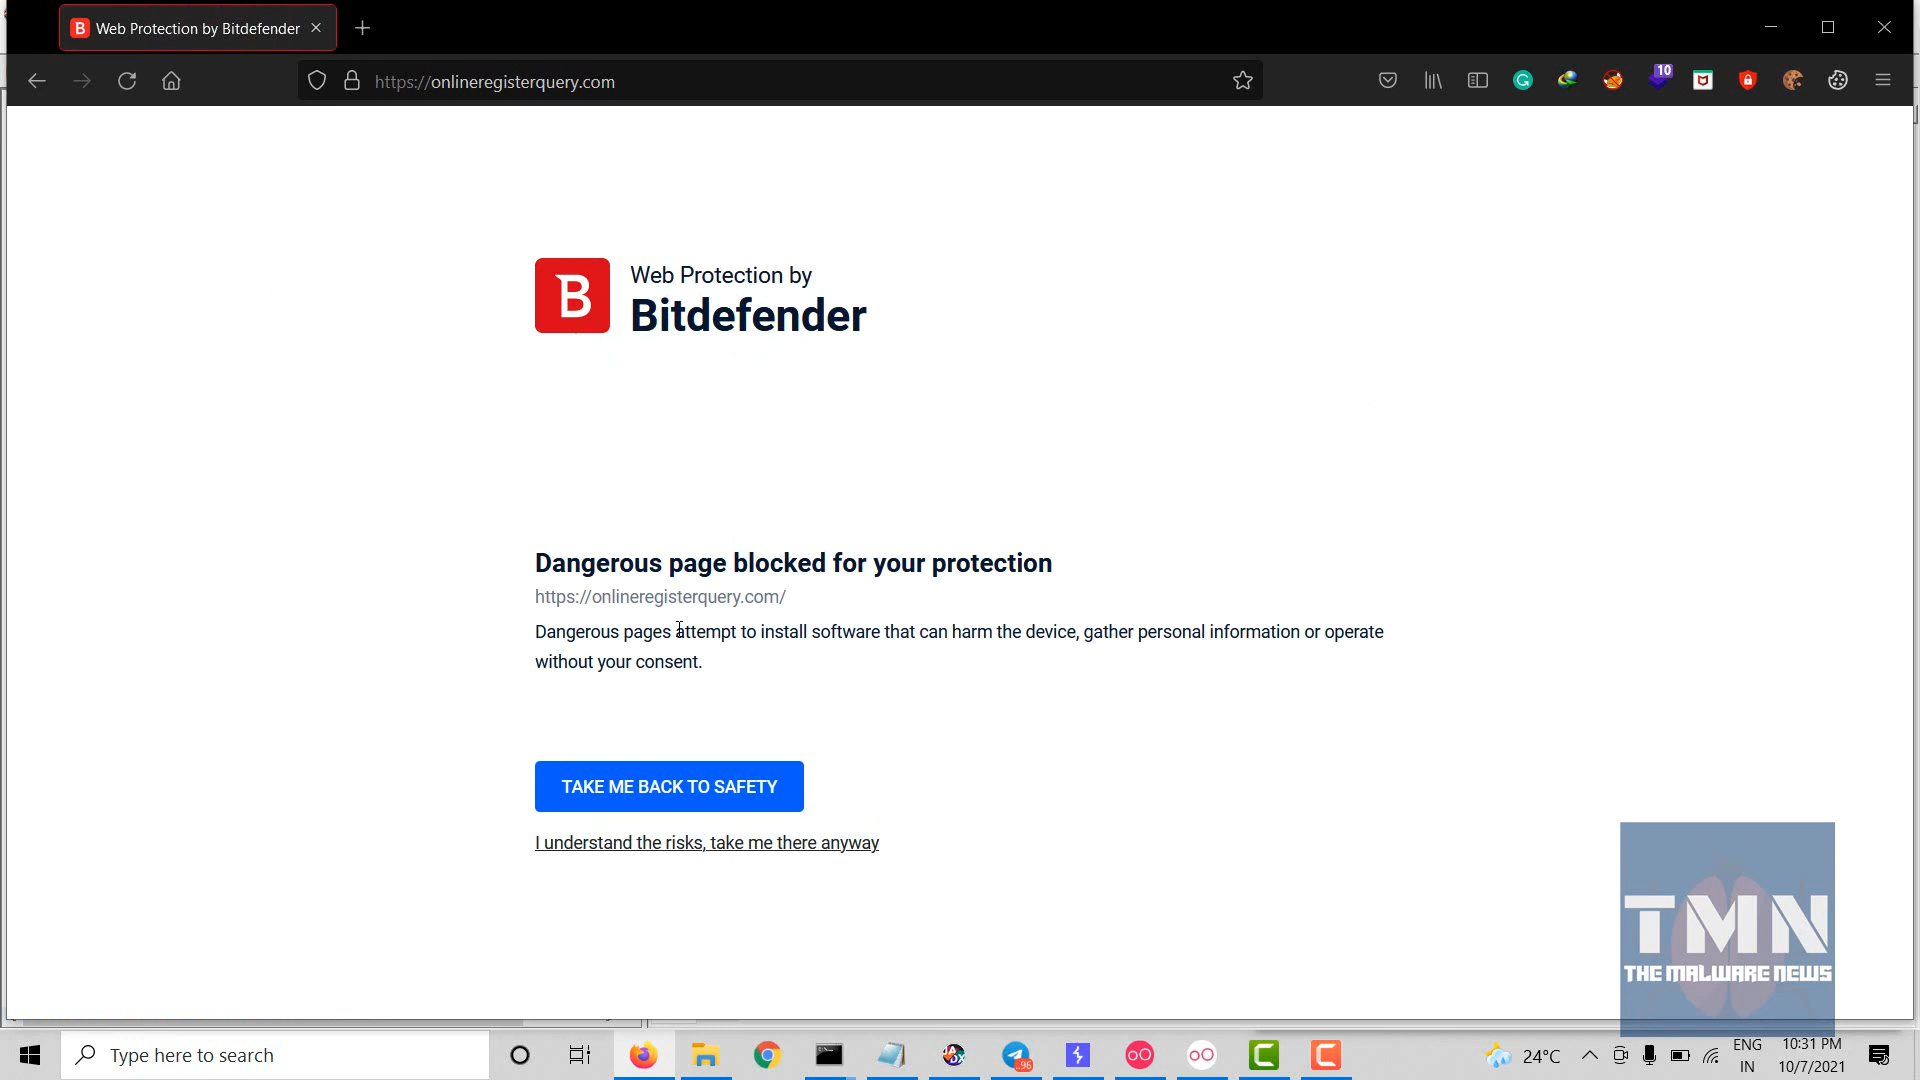 B Web Protection by Bitdefender
https://onlineregisterquery.com
10
B
Web Protection by
Bitdefender
Dangerous page blocked for your protection
https://onlineregisterquery.com/
Dangerous pages attempt to install software that can harm the device, gather personal information or operate
without your consent.
TAKE ME BACK TO SAFETY
I understand the risks, take me there anyway
TMN
THE MALWARE NEWS
Type here to search
96
24°C
ENG
IN
10:31 PM
10/7/2021